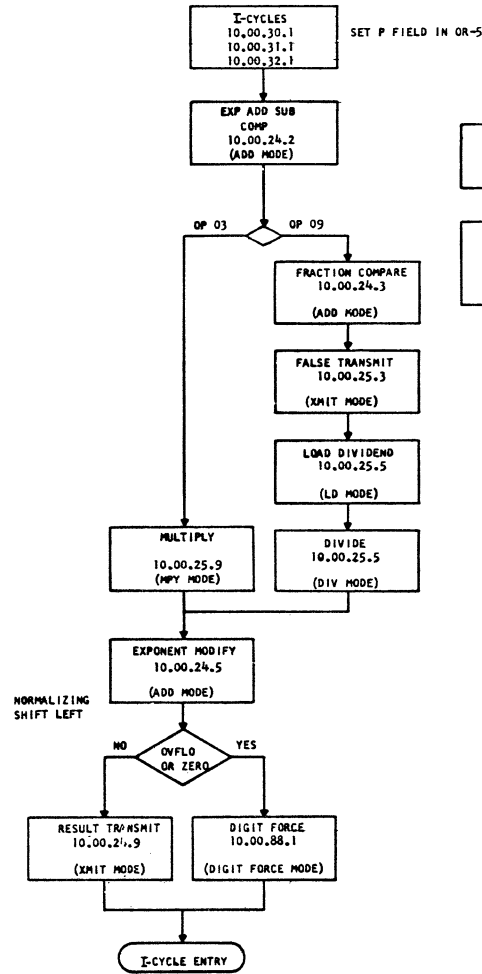 I-CYCLES
10.00.30.1
10.00.31.1
10.00.32.1
SET P FIELD IN OR-5
EXP ADD SUB
COMP
10.00.24.2
(ADD MODE)
OP 03
OP 09
FRACTION COMPARE
10.00.24.3
(ADD MODE)
FALSE TRANSMIT
10.00.25.3
(XMIT MODE)
LOAD DIVIDEND
10.00.25.5
(LD MODE)
MULTIPLY
10.00.25.9
(MPY MODE)
DIVIDE
10.00.25.5
(DIV MODE)
EXPONENT MODIFY
10.00.24.5
(ADD MODE)
NORMALIZING
SHIFT LEFT
NO
OVFLO
OR ZERO
YES
RESULT TRANSMIT
10.00.24.9
(XMIT MODE)
DIGIT FORCE
10.00.88.1
(DIGIT FORCE MODE)
I-CYCLE ENTRY